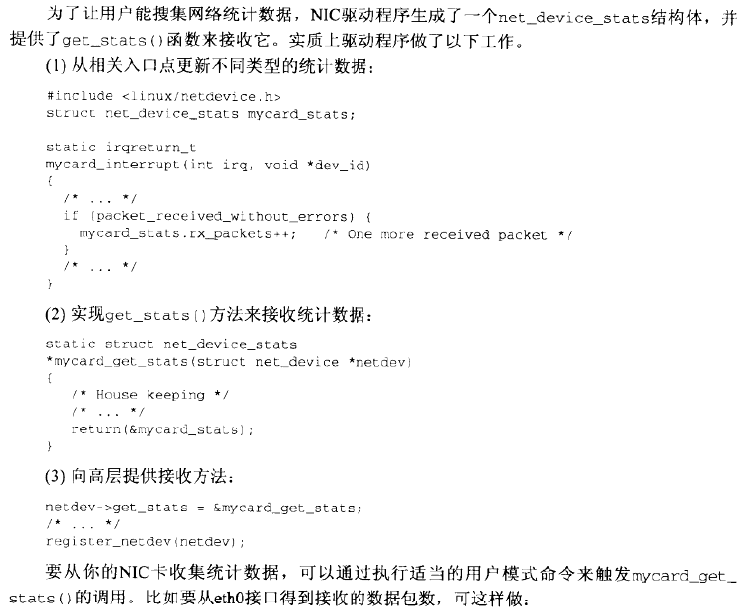 为了让用户能搜集网络统计数据，NIC驱动程序生成了一个net_device_stats结构体，并
提供了get_stats()函数来接收它。实质上驱动程序做了以下工作。
(1) 从相关入口点更新不同类型的统计数据：
#include <linux/netdevice.h>
struct net_device_stats mycard_stats;
static irqreturn_t
mycard_interrupt(int irq, void *dev_id)
{
/* ... */
if (packet_received_without_errors) {
mycard_stats.rx_packets++; /* One more received packet */
}
/* ... */
}
(2) 实现get_stats()方法来接收统计数据：
static struct net_device_stats
*mycard_get_stats(struct net_device *netdev)
{
/* House keeping */
/* ... */
return(&mycard_stats);
}
(3) 向高层提供接收方法：
netdev->get_stats = &mycard_get_stats;
/* ... */
register_netdev(netdev);
要从你的NIC卡收集统计数据，可以通过执行适当的用户模式命令来触发mycard_get_
stats()的调用。比如要从eth0接口得到接收的数据包数，可这样做：